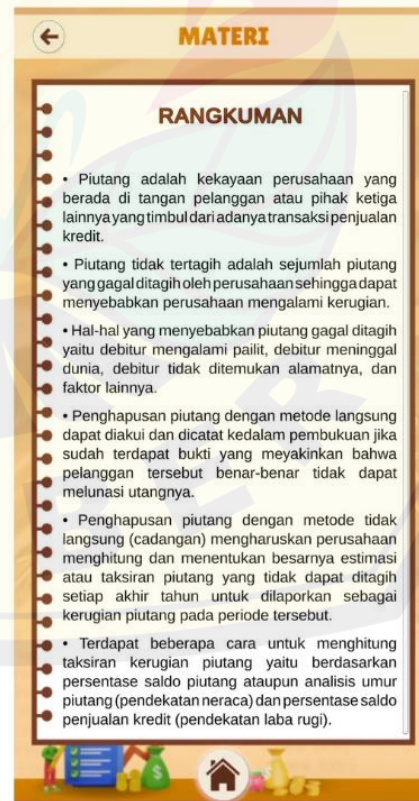 MATERI
RANGKUMAN
• Piutang adalah kekayaan perusahaan yang
berada di tangan pelanggan atau pihak ketiga
lainnya yang timbul dari adanya transaksi penjualan
kredit.
• Piutang tidak tertagih adalah sejumlah piutang
yang gagal ditagih oleh perusahaan sehingga dapat
menyebabkan perusahaan mengalami kerugian.
• Hal-hal yang menyebabkan piutang gagal ditagih
yaitu debitur mengalami pailit, debitur meninggal
dunia, debitur tidak ditemukan alamatnya, dan
faktor lainnya.
• Penghapusan piutang dengan metode langsung
dapat diakui dan dicatat kedalam pembukuan jika
sudah terdapat bukti yang meyakinkan bahwa
pelanggan tersebut benar-benar tidak dapat
melunasi utangnya.
• Penghapusan piutang dengan metode tidak
langsung (cadangan) mengharuskan perusahaan
menghitung dan menentukan besarnya estimasi
atau taksiran piutang yang tidak dapat ditagih
setiap akhir tahun untuk dilaporkan sebagai
kerugian piutang pada periode tersebut.
• Terdapat beberapa cara untuk menghitung
taksiran kerugian piutang yaitu berdasarkan
persentase saldo piutang ataupun analisis umur
piutang (pendekatan neraca) dan persentase saldo
penjualan kredit (pendekatan laba rugi).